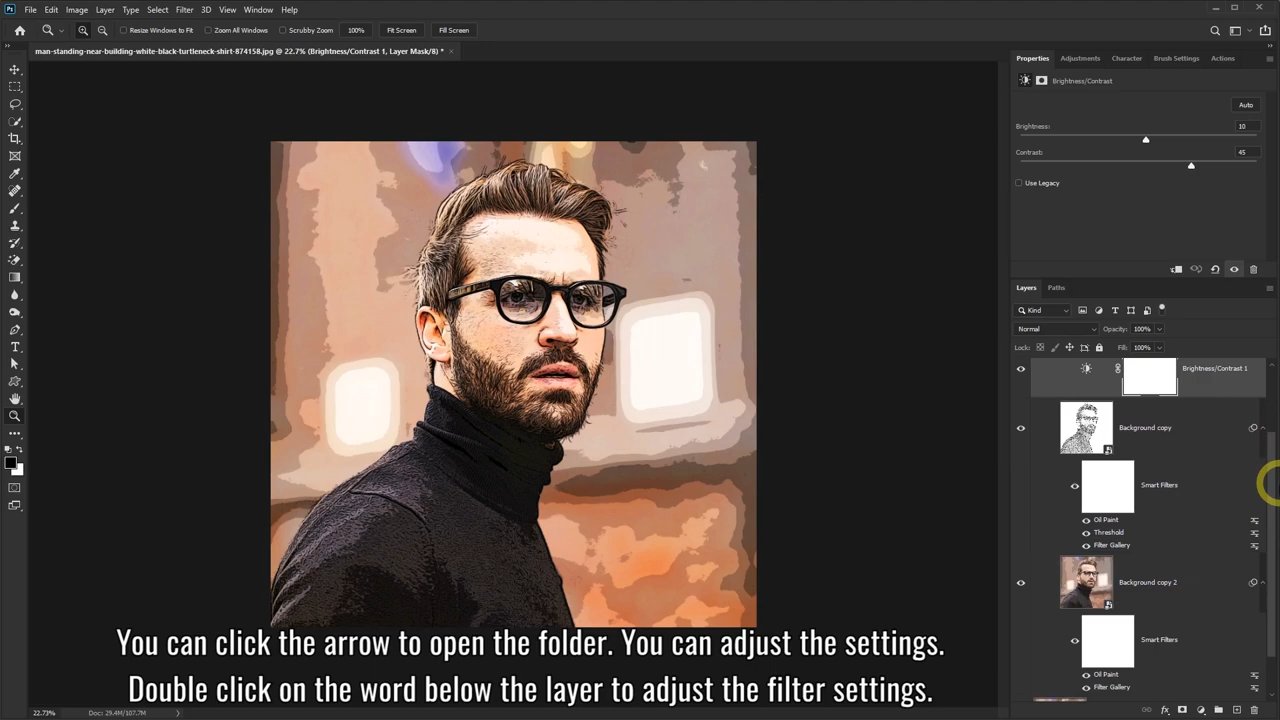 Ps File Edit Image Layer Type Select Filter 3D View Window Help
Resize Windows to Fit Zoom All Windows Scrubby Zoom 100% Fit Screen Fill Screen
man-standing-near-building-white-black-turtleneck-shirt-874158.jpg @ 22.7% (Brightness/Contrast 1, Layer Mask/8) *
Properties Adjustments Character Brush Settings Actions
Brightness/Contrast
Auto
Brightness: 10
Contrast: 45
Use Legacy
Layers Paths
Kind
Normal Opacity: 100%
Lock: Fill: 100%
Brightness/Contrast 1
Background copy
Smart Filters
Oil Paint
Threshold
Filter Gallery
Background copy 2
Smart Filters
Oil Paint
Filter Gallery
You can click the arrow to open the folder. You can adjust the settings.
Double click on the word below the layer to adjust the filter settings.
22.73% Doc: 29.4M/107.7M